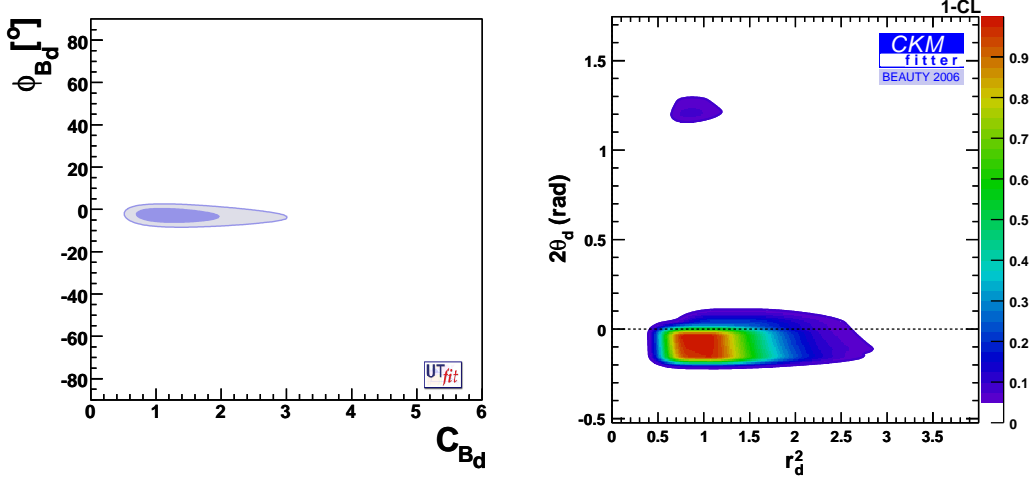 ϕ_Bd [°]
80
60
40
20
0
-20
-40
-60
-80
0 1 2 3 4 5 6
C_Bd
UTfit
1-CL
CKM
fitter
BEAUTY 2006
2θ_d (rad)
1.5
1
0.5
0
-0.5
0 0.5 1 1.5 2 2.5 3 3.5
r_d^2
0.9
0.8
0.7
0.6
0.5
0.4
0.3
0.2
0.1
0